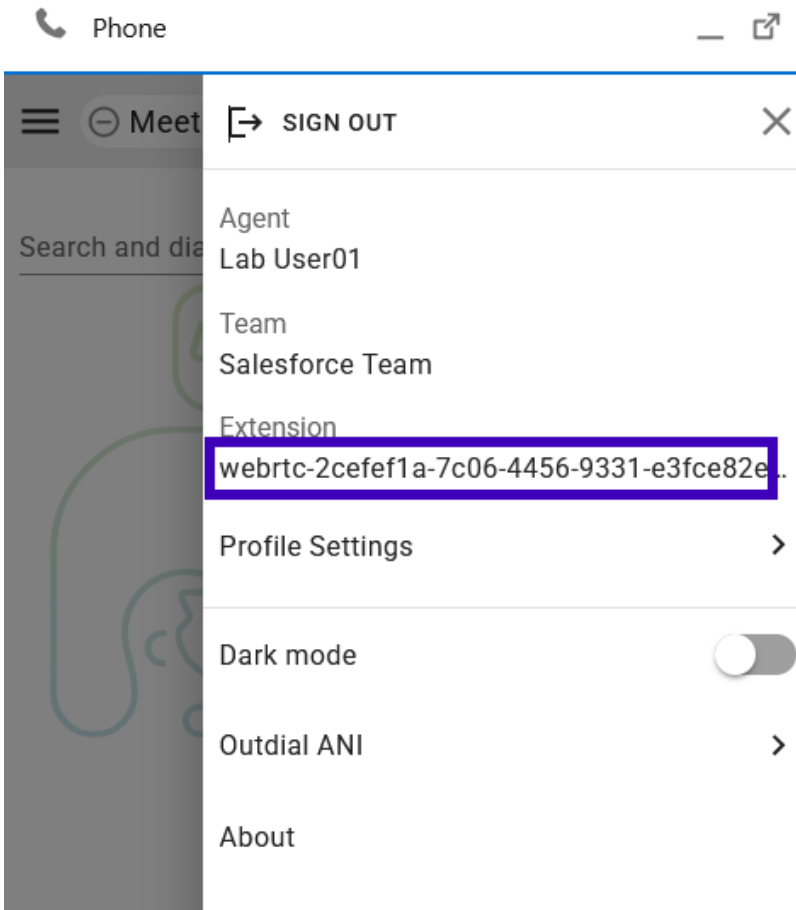 Phone
Meet
SIGN OUT
Search and dia
Agent
Lab User01
Team
Salesforce Team
Extension
webrtc-2cefef1a-7c06-4456-9331-e3fce82e...
Profile Settings
Dark mode
Outdial ANI
About